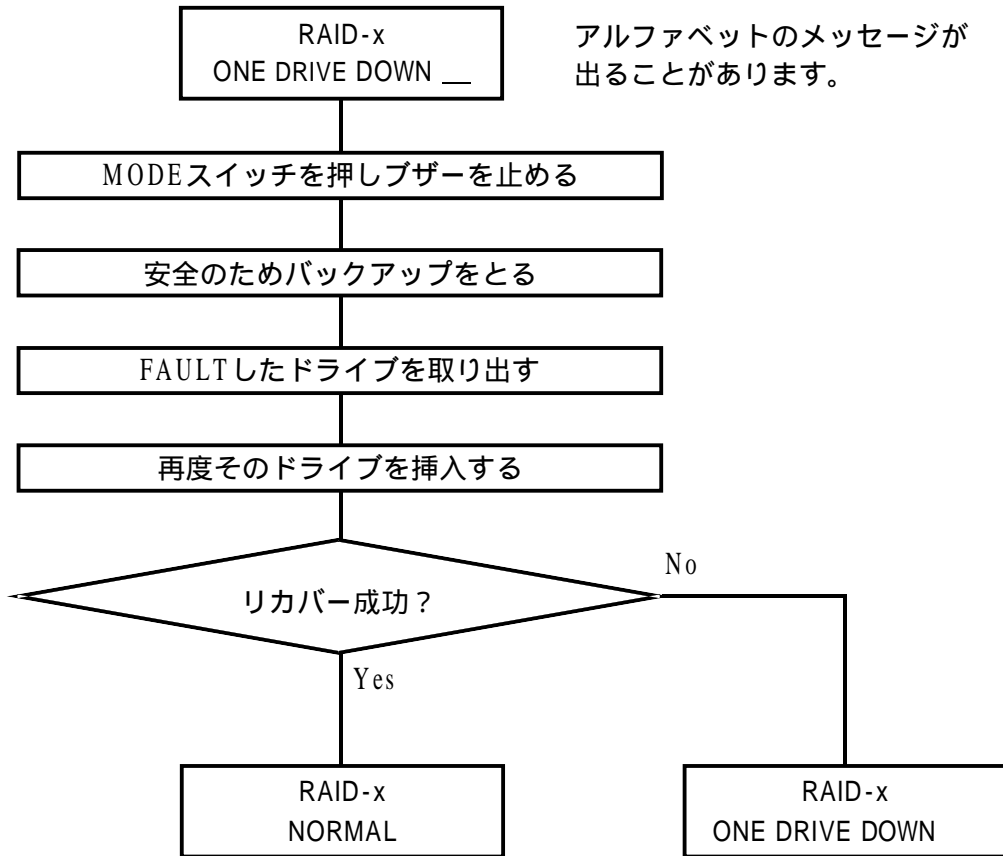 RAID-x
ONE DRIVE DOWN __
アルファベットのメッセージが
出ることがあります。
MODEスイッチを押しブザーを止める
安全のためバックアップをとる
FAULTしたドライブを取り出す
再度そのドライブを挿入する
リカバー成功？
No
Yes
RAID-x
NORMAL
RAID-x
ONE DRIVE DOWN